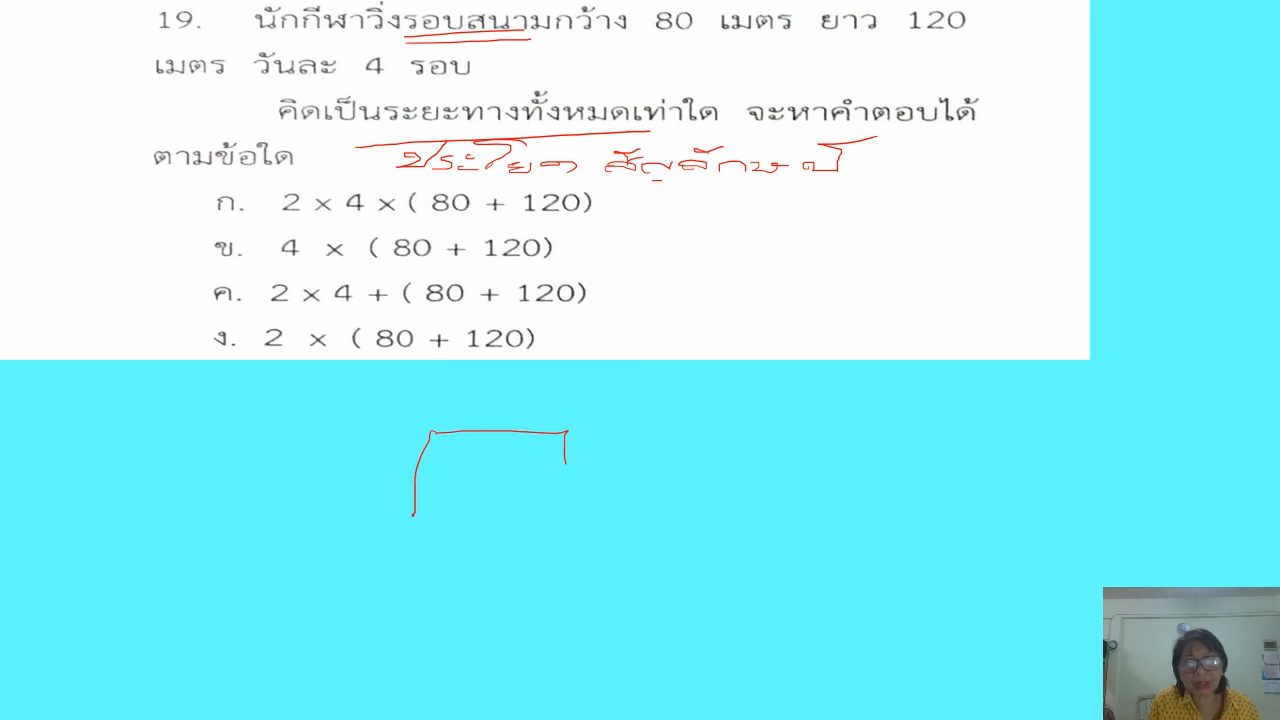 19. นักกีฬาวิ่งรอบสนามกว้าง 80 เมตร ยาว 120
เมตร วันละ 4 รอบ
คิดเป็นระยะทางทั้งหมดเท่าใด จะหาคำตอบได้
ตามข้อใด
ประโยค สัญลักษณ์
ก. 2 × 4 × ( 80 + 120)
ข. 4 × ( 80 + 120)
ค. 2 × 4 + ( 80 + 120)
ง. 2 × ( 80 + 120)